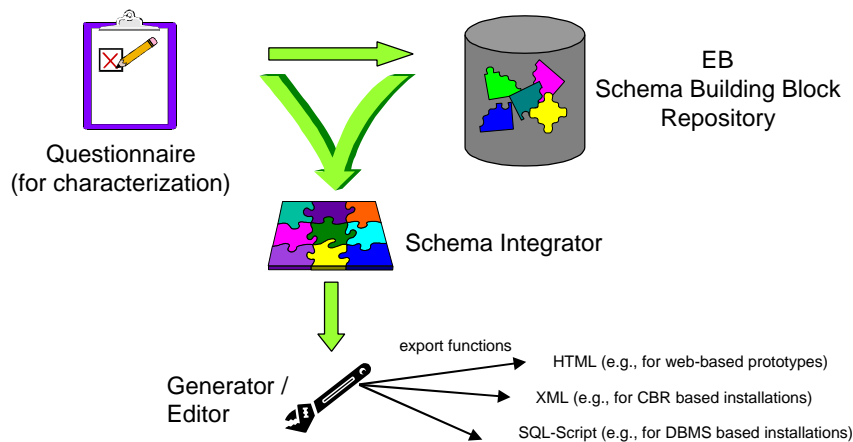 EB
Schema Building Block
Repository
Questionnaire
(for characterization)
Schema Integrator
export functions
Generator /
Editor
HTML (e.g., for web-based prototypes)
XML (e.g., for CBR based installations)
SQL-Script (e.g., for DBMS based installations)